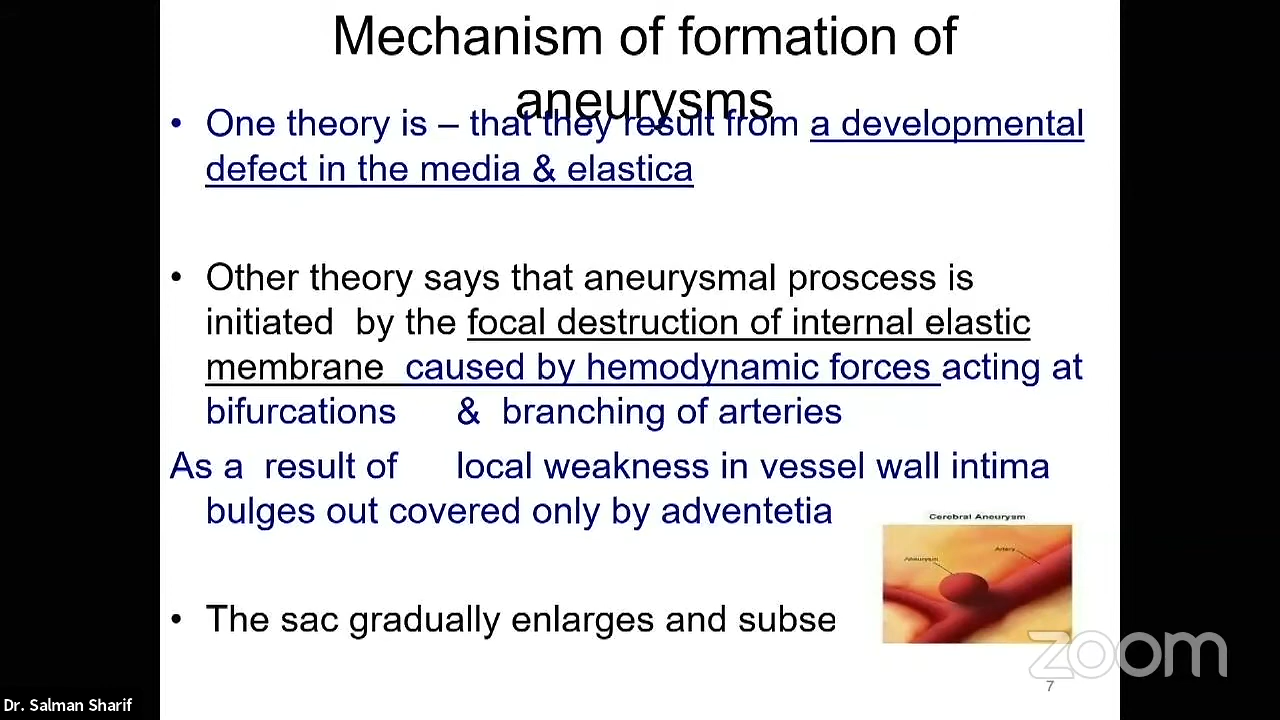 Mechanism of formation of
aneurysms
• One theory is – that they result from a developmental
defect in the media & elastica
• Other theory says that aneurysmal proscess is
initiated by the focal destruction of internal elastic
membrane caused by hemodynamic forces acting at
bifurcations & branching of arteries
As a result of local weakness in vessel wall intima
bulges out covered only by adventetia
Cerebral Aneurysm
Artery
Aneurysm
• The sac gradually enlarges and subse
zoom
7
Dr. Salman Sharif